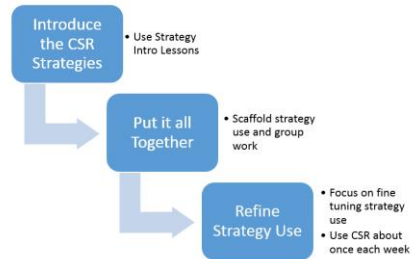 Introduce
the CSR
Strategies
• Use Strategy
Intro Lessons
Put it all
Together
• Scaffold strategy
use and group
work
Refine
Strategy Use
• Focus on fine
tuning strategy
use
• Use CSR about
once each week